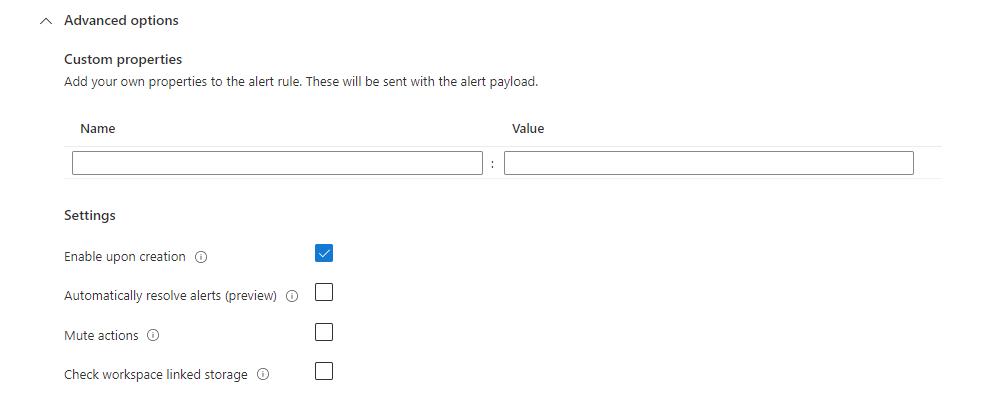 Advanced options
Custom properties
Add your own properties to the alert rule. These will be sent with the alert payload.
Name Value
:
Settings
Enable upon creation
Automatically resolve alerts (preview)
Mute actions
Check workspace linked storage